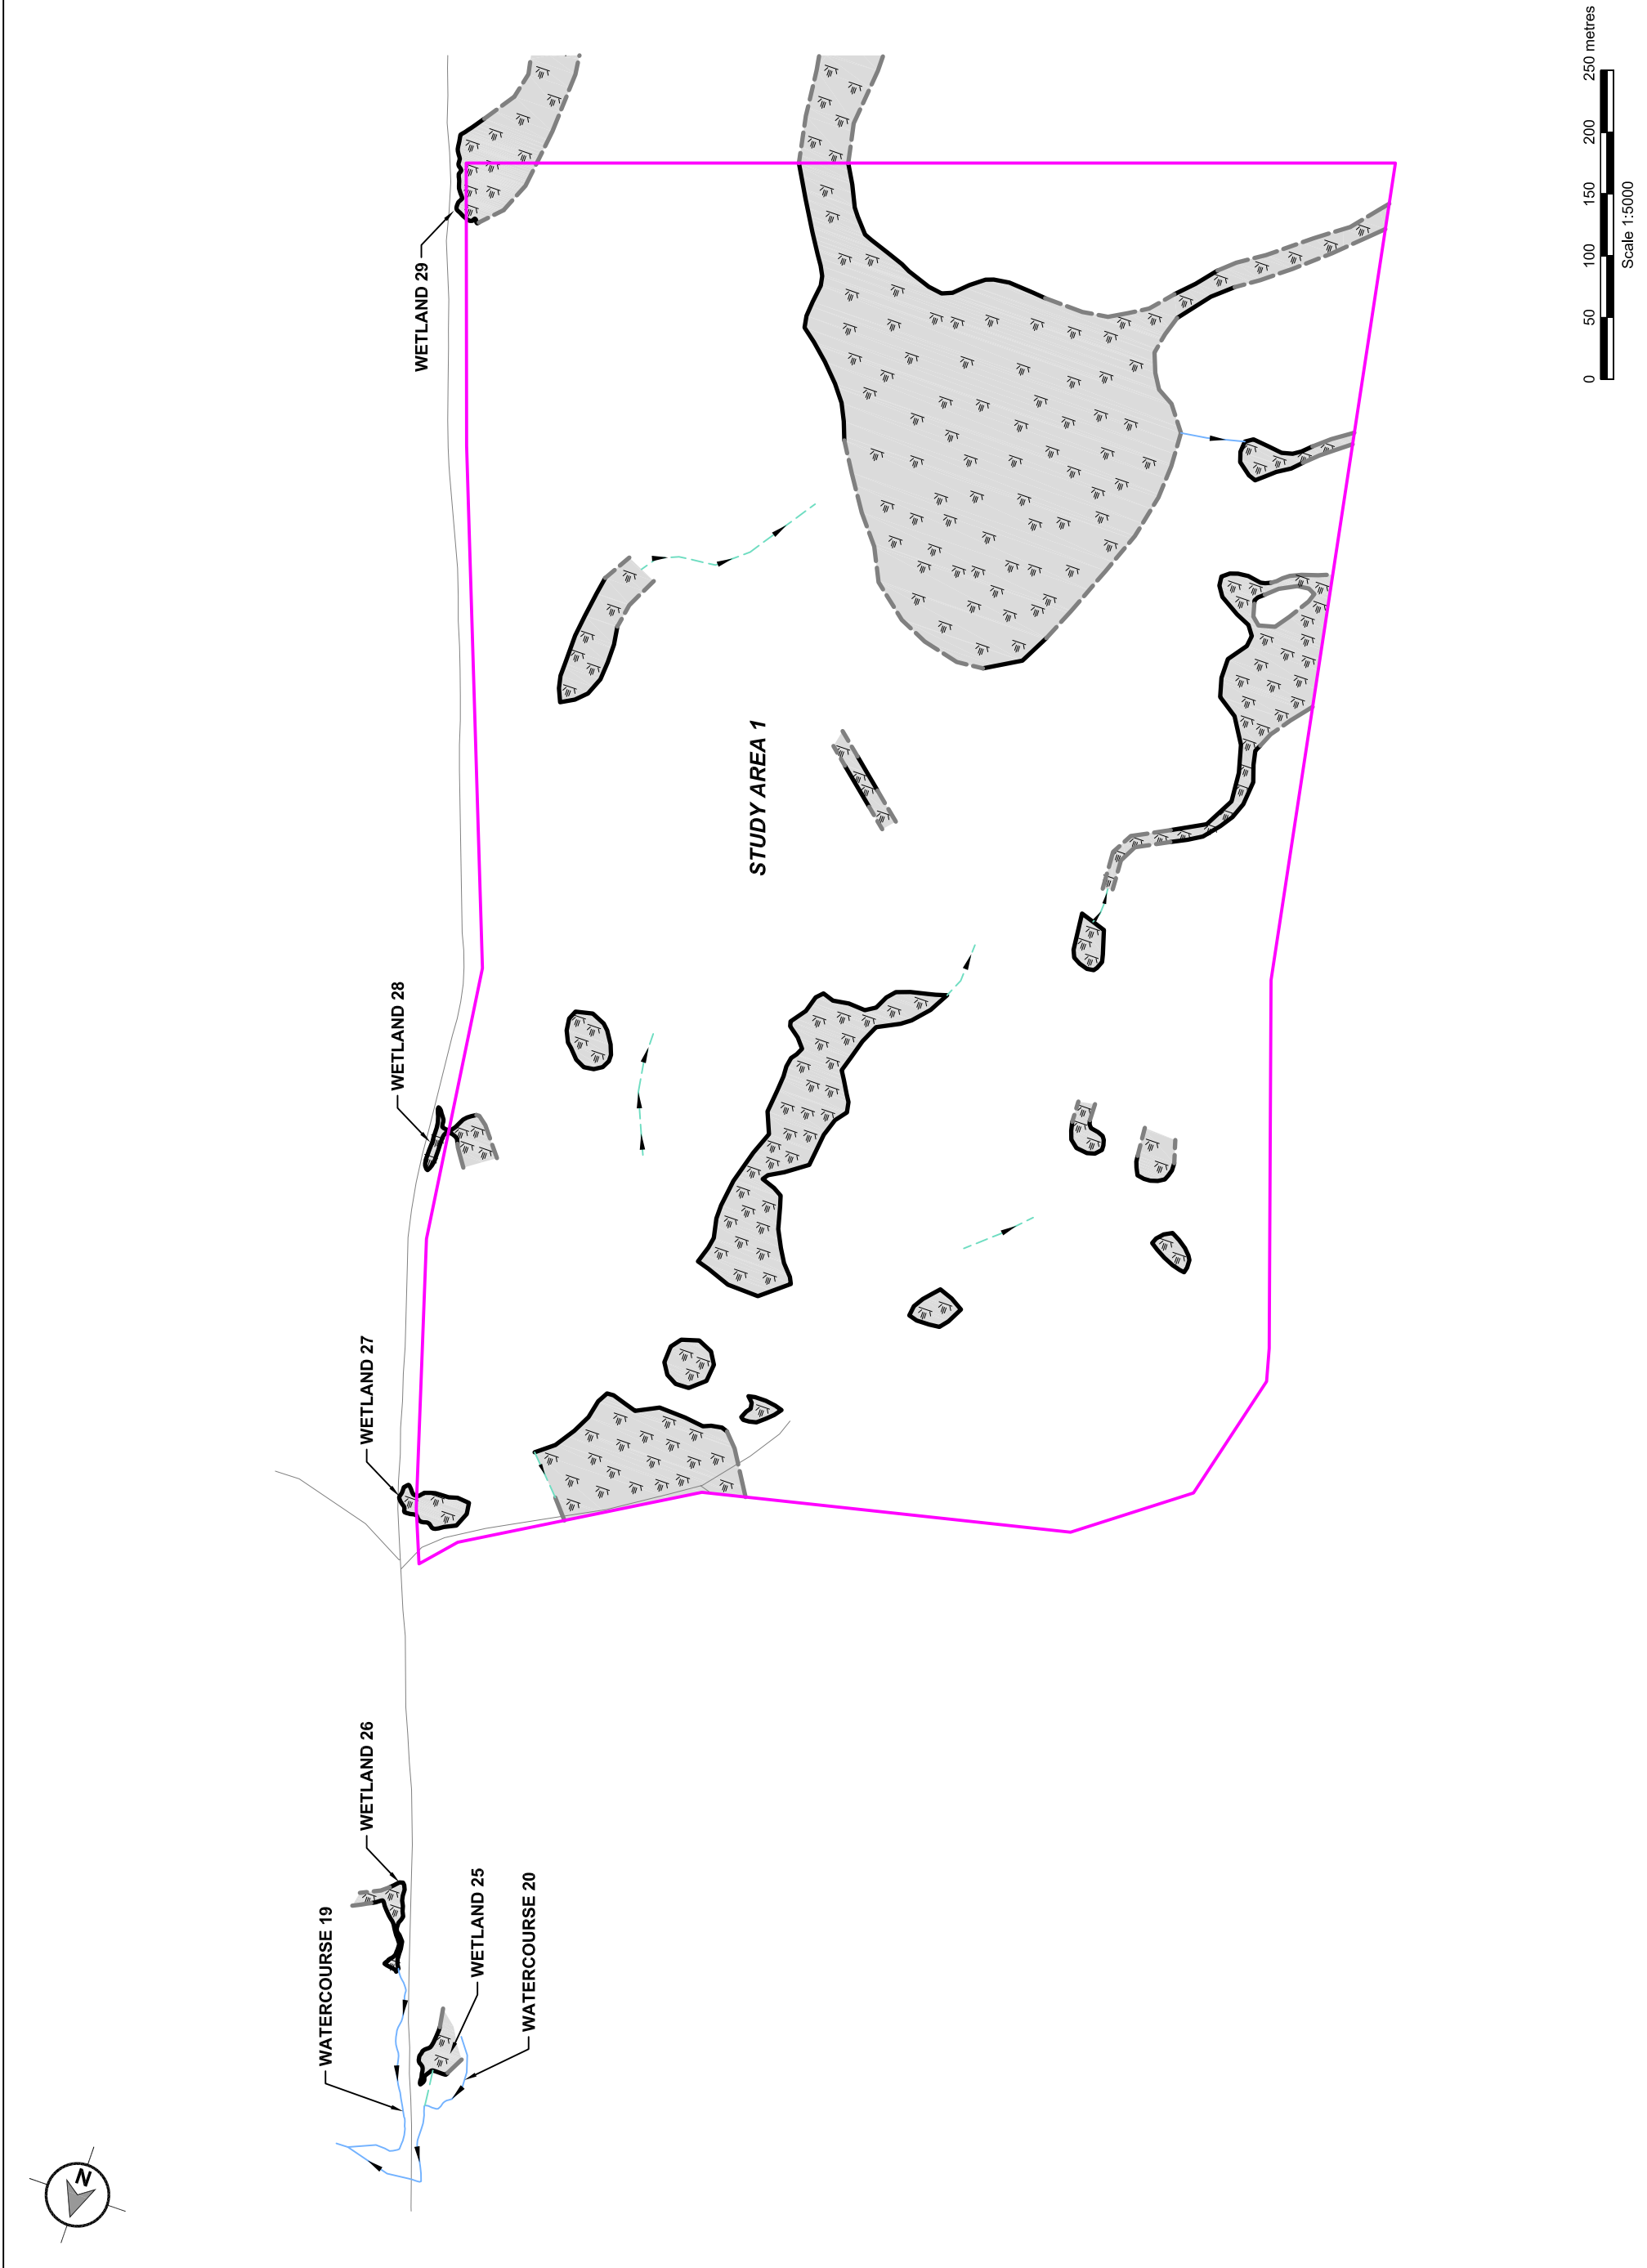 WATERCOURSE 19
WETLAND 26
WETLAND 25
WATERCOURSE 20
WETLAND 27
WETLAND 28
WETLAND 29
STUDY AREA 1
N
0 50 100 150 200 250 metres
Scale 1:5000